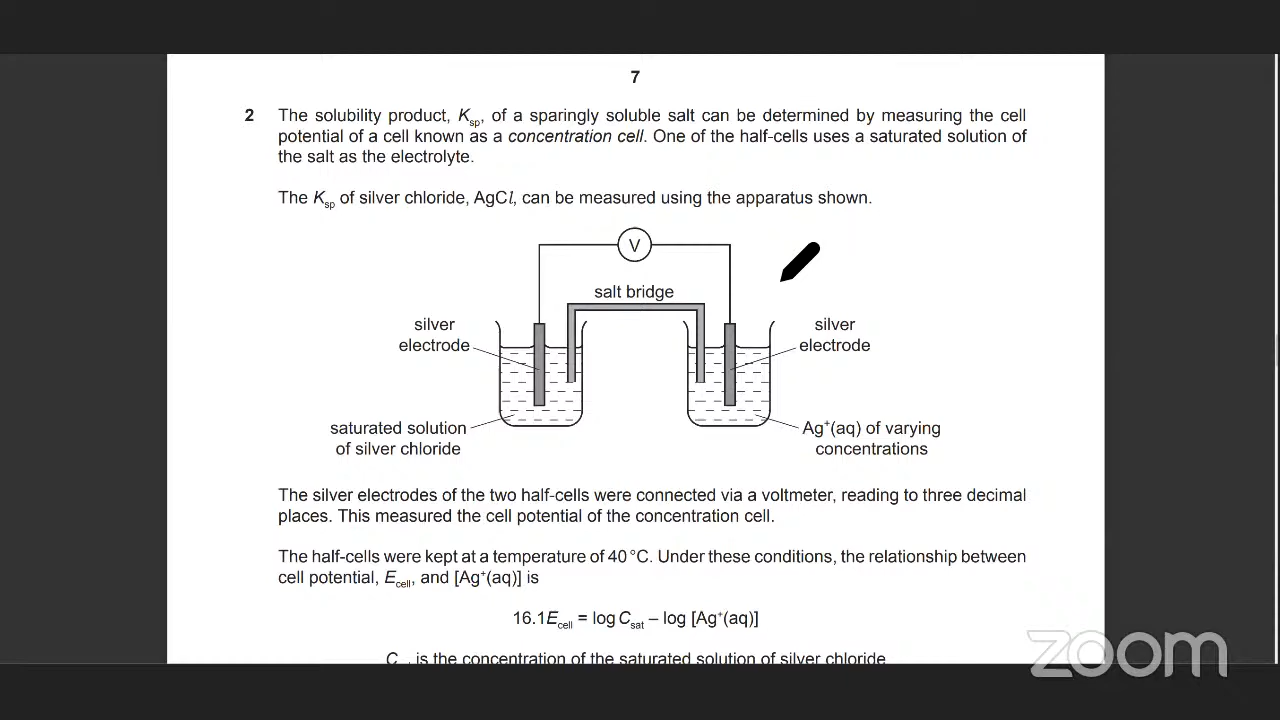 7
2 The solubility product, Ksp, of a sparingly soluble salt can be determined by measuring the cell
potential of a cell known as a concentration cell. One of the half-cells uses a saturated solution of
the salt as the electrolyte.
The Ksp of silver chloride, AgCl, can be measured using the apparatus shown.
V
salt bridge
silver
electrode
silver
electrode
saturated solution
of silver chloride
Ag+(aq) of varying
concentrations
The silver electrodes of the two half-cells were connected via a voltmeter, reading to three decimal
places. This measured the cell potential of the concentration cell.
The half-cells were kept at a temperature of 40 °C. Under these conditions, the relationship between
cell potential, Ecell, and [Ag+(aq)] is
16.1Ecell = log Csat – log [Ag+(aq)]
C is the concentration of the saturated solution of silver chloride
zoom